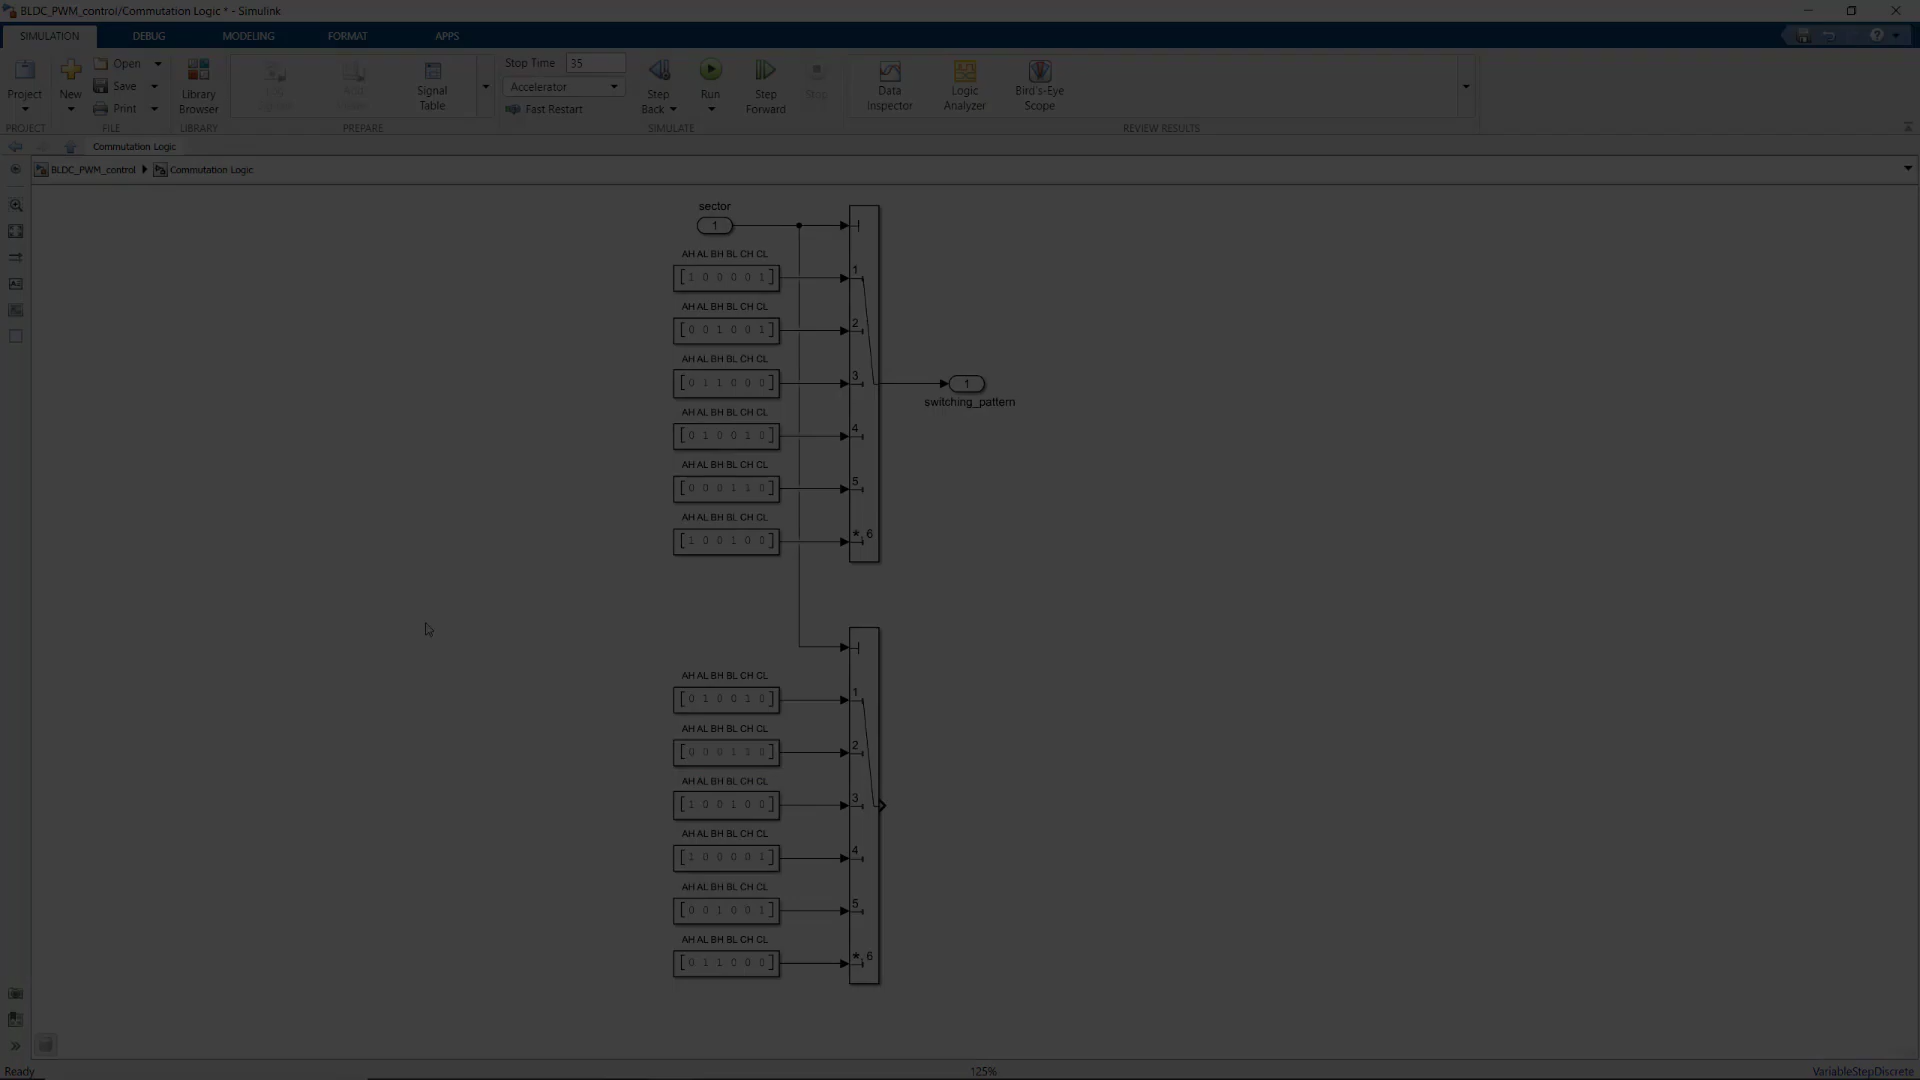 BLDC_PWM_control/Commutation Logic * - Simulink
SIMULATION DEBUG MODELING FORMAT APPS
Project
PROJECT
New
Open
Save
Print
FILE
Library
Browser
LIBRARY
Log
Signals
Add
Viewer
Signal
Table
PREPARE
Stop Time 35
Accelerator
Fast Restart
Step
Back
Run
Step
Forward
Stop
SIMULATE
Data
Inspector
Logic
Analyzer
Bird's-Eye
Scope
REVIEW RESULTS
Commutation Logic
BLDC_PWM_control Commutation Logic
sector
1
AH AL BH BL CH CL
[1 0 0 0 0 1] 1
AH AL BH BL CH CL
[0 0 1 0 0 1] 2
AH AL BH BL CH CL
[0 1 1 0 0 0] 3
1
switching_pattern
AH AL BH BL CH CL
[0 1 0 0 1 0] 4
AH AL BH BL CH CL
[0 0 0 1 1 0] 5
AH AL BH BL CH CL
[1 0 0 1 0 0] *, 6
AH AL BH BL CH CL
[0 1 0 0 1 0] 1
AH AL BH BL CH CL
[0 0 0 1 1 0] 2
AH AL BH BL CH CL
[1 0 0 1 0 0] 3
AH AL BH BL CH CL
[1 0 0 0 0 1] 4
AH AL BH BL CH CL
[0 0 1 0 0 1] 5
AH AL BH BL CH CL
[0 1 1 0 0 0] *, 6
Ready 125% VariableStepDiscrete